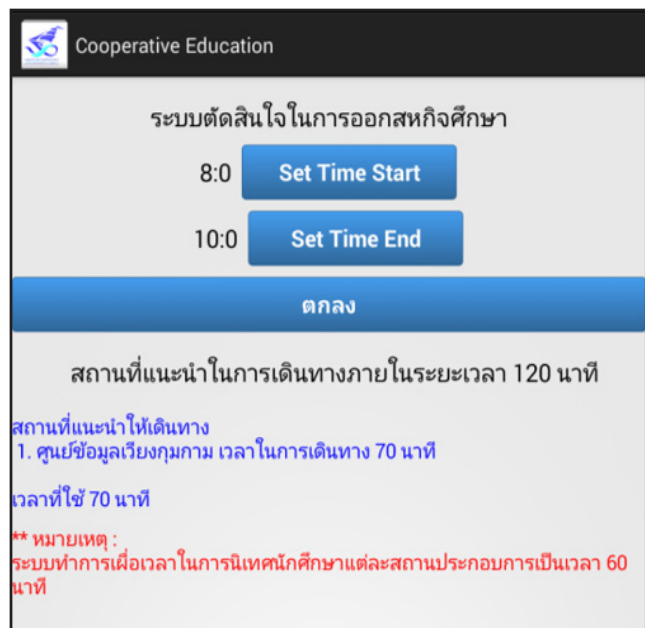 Cooperative Education
ระบบตัดสินใจในการออกสหกิจศึกษา
8:0 Set Time Start
10:0 Set Time End
ตกลง
สถานที่แนะนำในการเดินทางภายในระยะเวลา 120 นาที
สถานที่แนะนำให้เดินทาง
1. ศูนย์ข้อมูลเวียงกุมกาม เวลาในการเดินทาง 70 นาที
เวลาที่ใช้ 70 นาที
** หมายเหตุ :
ระบบทำการเผื่อเวลาในการนิเทศนักศึกษาแต่ละสถานประกอบการเป็นเวลา 60
นาที